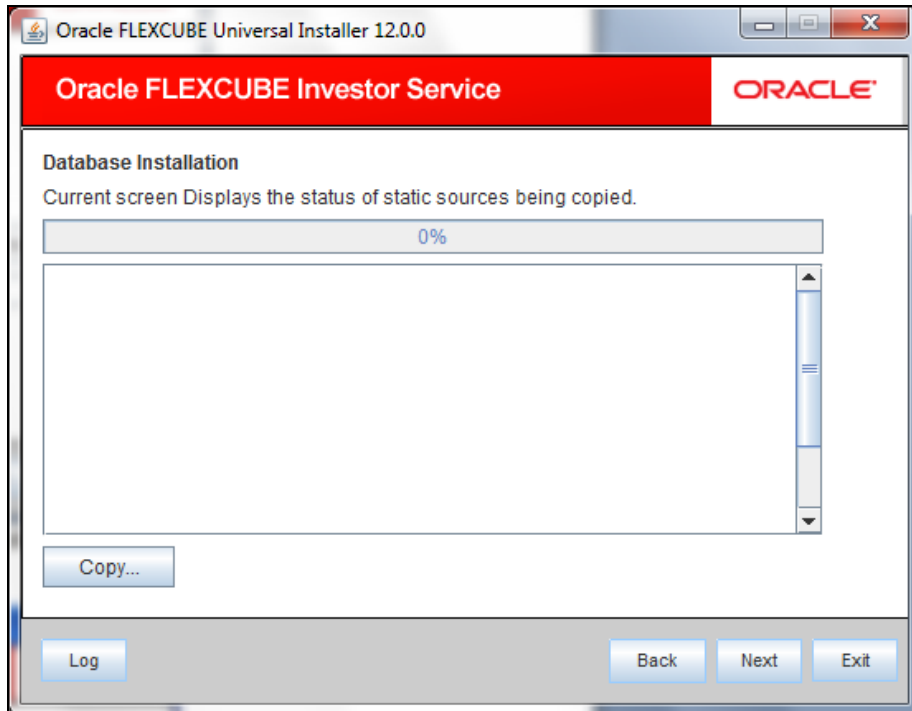 Oracle FLEXCUBE Universal Installer 12.0.0
Oracle FLEXCUBE Investor Service
ORACLE
Database Installation
Current screen Displays the status of static sources being copied.
0%
Copy...
Log
Back
Next
Exit